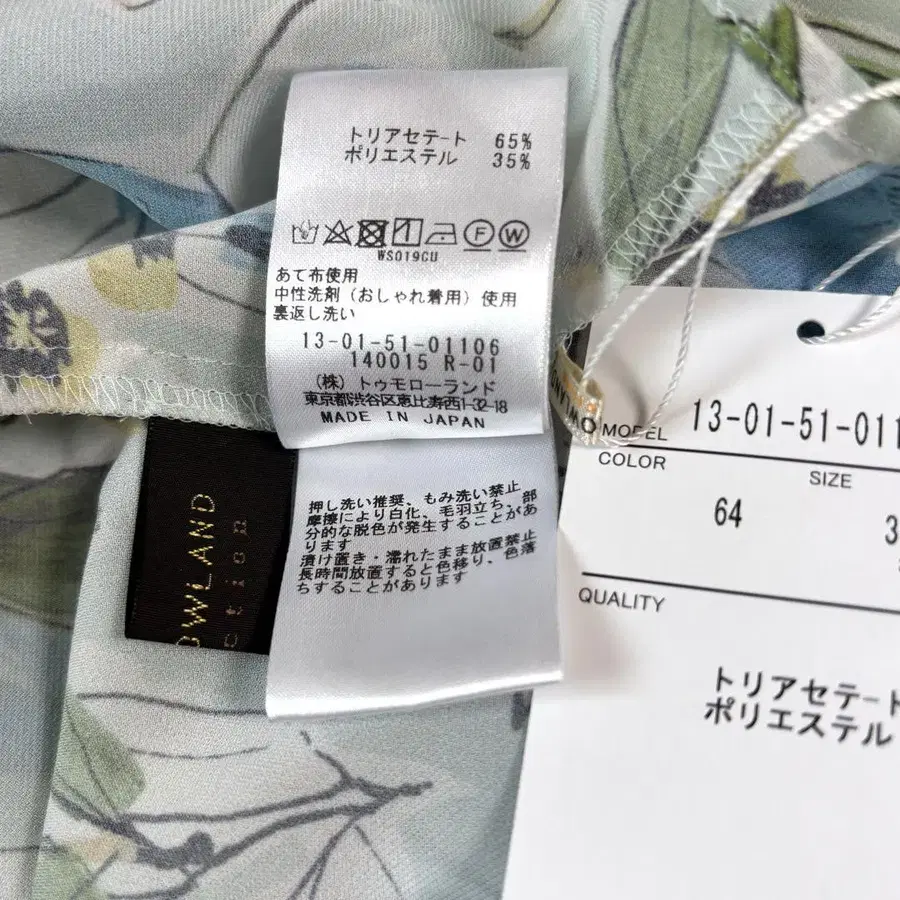 トリアセテート 65%
ポリエステル 35%
F W
WS019CU
あて布使用
中性洗剤（おしゃれ着用）使用
裏返し洗い
13-01-51-01106
140015 R-01
（株）トゥモローランド
東京都渋谷区恵比寿西1-32-18
MADE IN JAPAN
押し洗い推奨、もみ洗い禁止
摩擦により白化、毛羽立ち、部
分的な脱色が発生することがあ
ります
漬け置き・濡れたまま放置禁止
長時間放置すると色移り、色落
ちすることがあります
OWLAND
ction
MODEL 13-01-51-011
COLOR SIZE
64 3
QUALITY
トリアセテート
ポリエステル